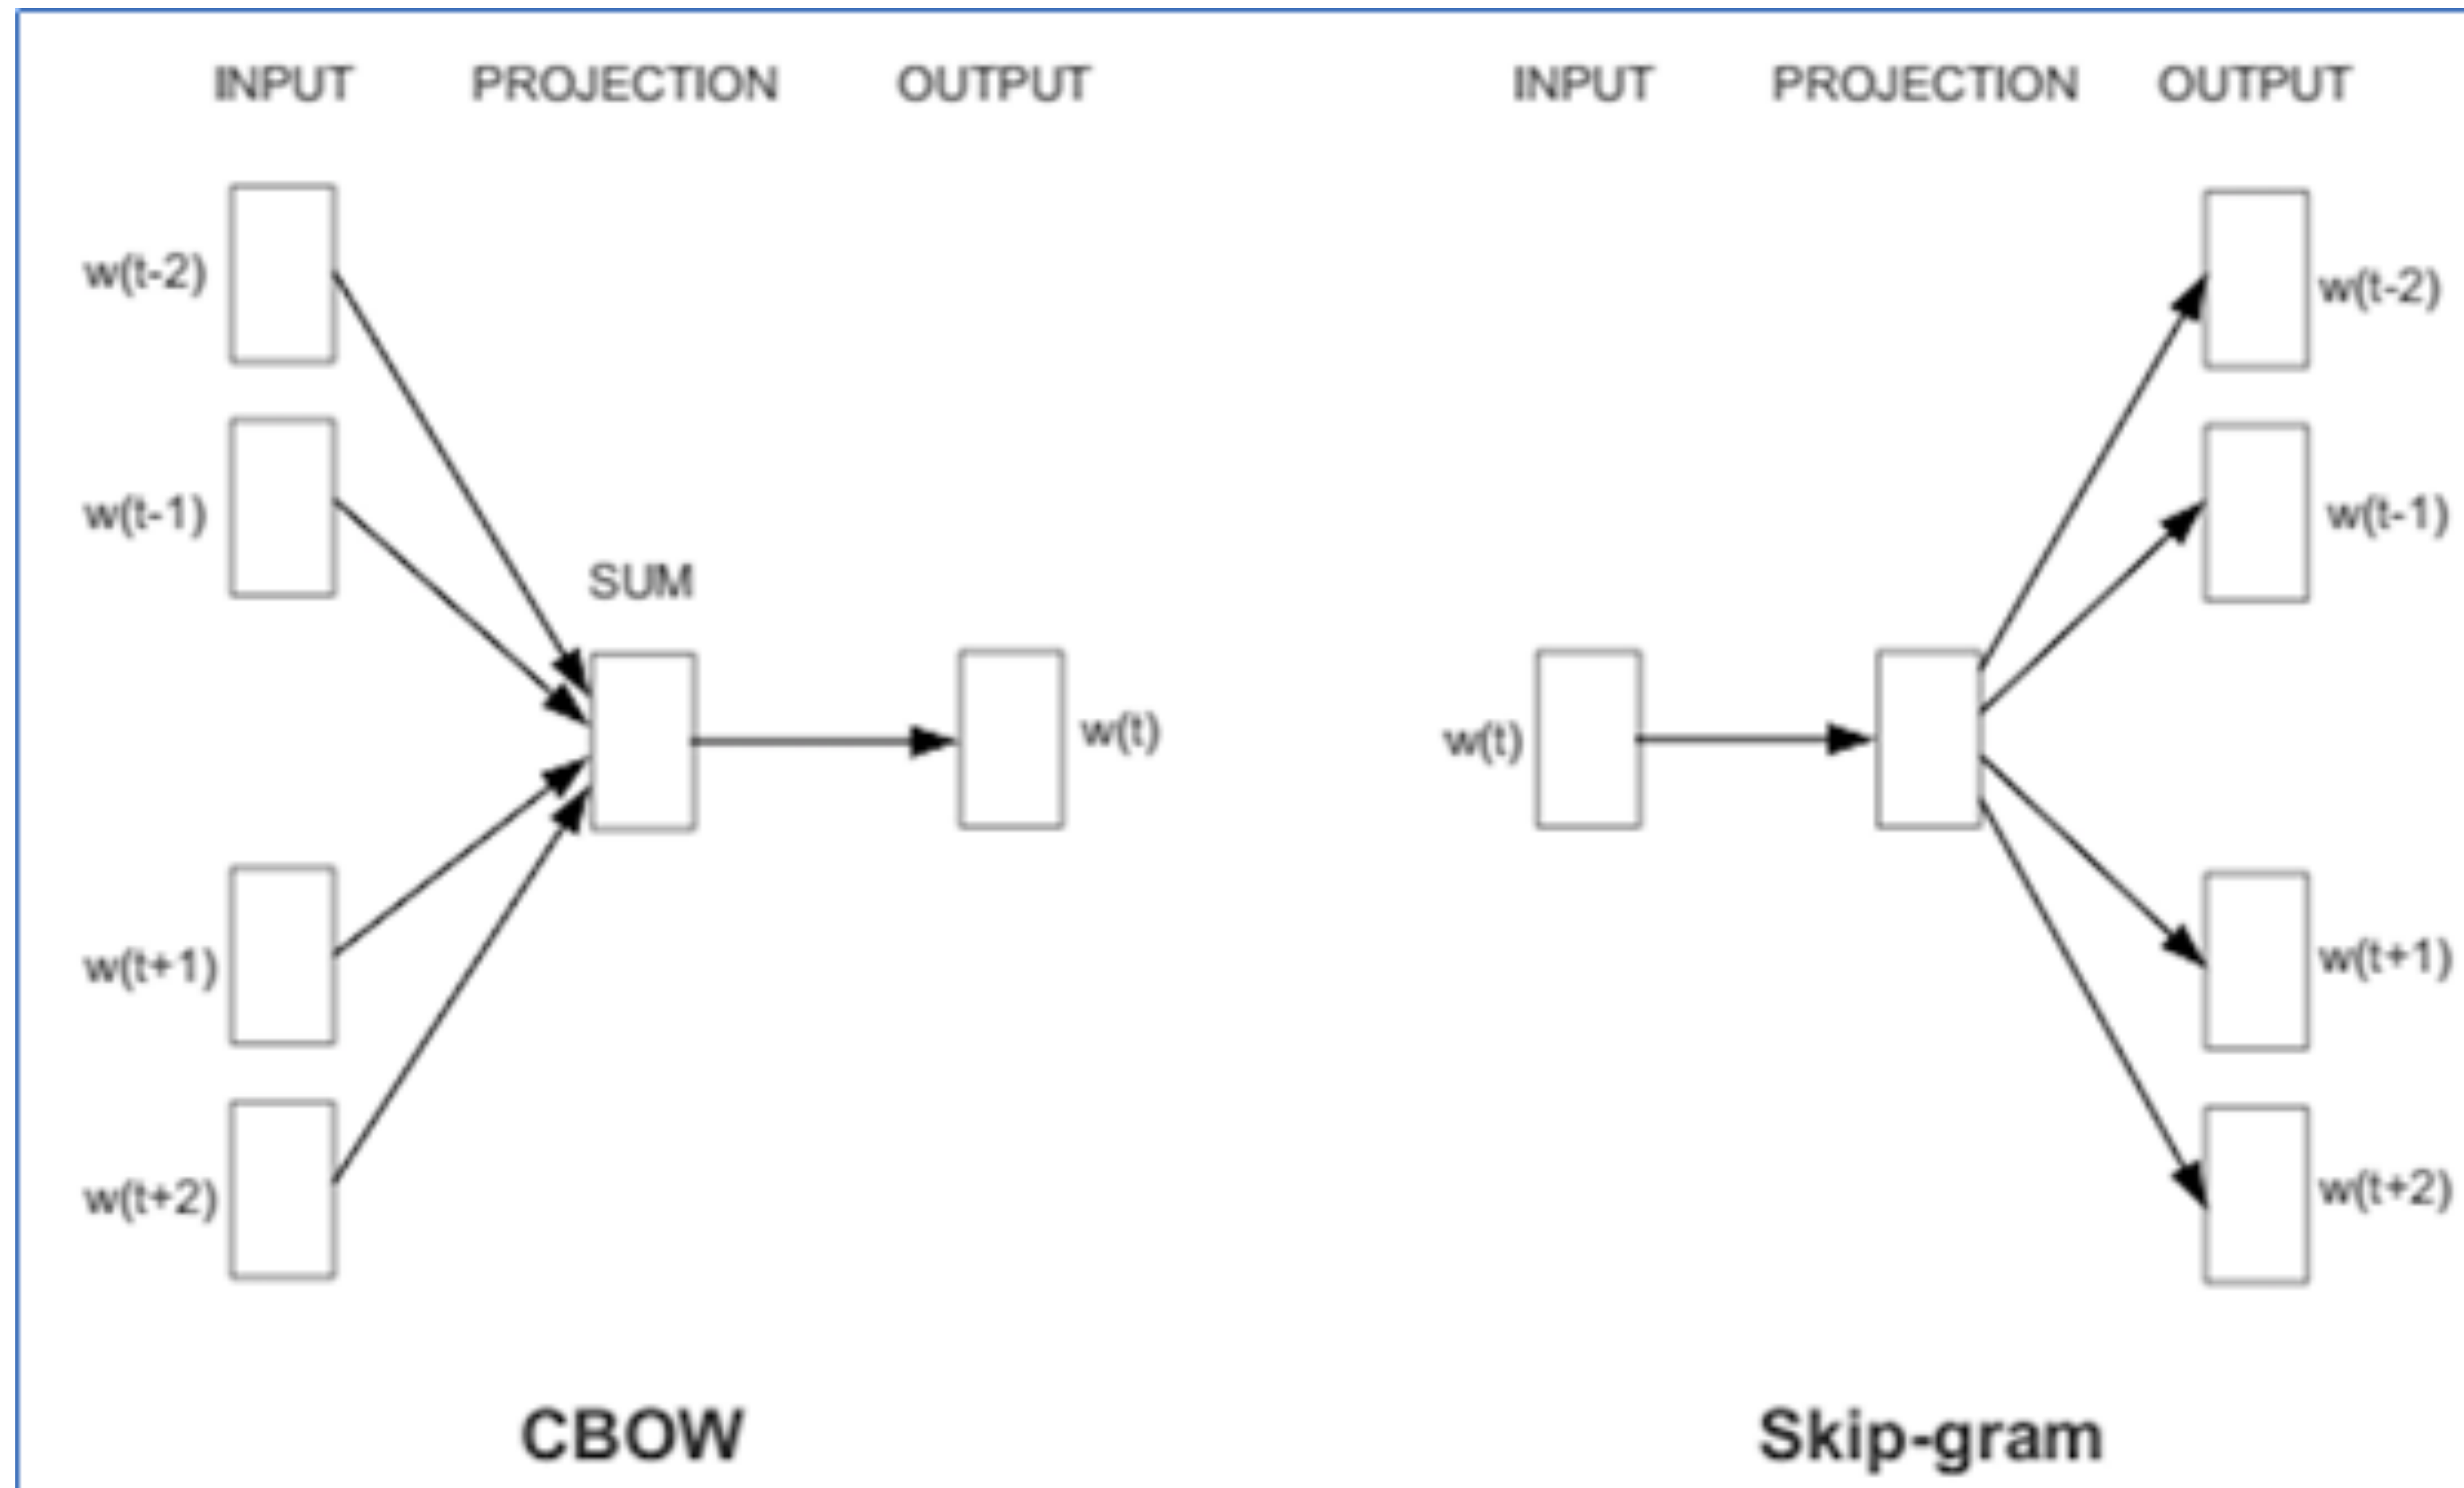 INPUT PROJECTION OUTPUT
w(t-2)
w(t-1)
SUM
w(t)
w(t+1)
w(t+2)
CBOW
INPUT PROJECTION OUTPUT
w(t-2)
w(t-1)
w(t)
w(t+1)
w(t+2)
Skip-gram